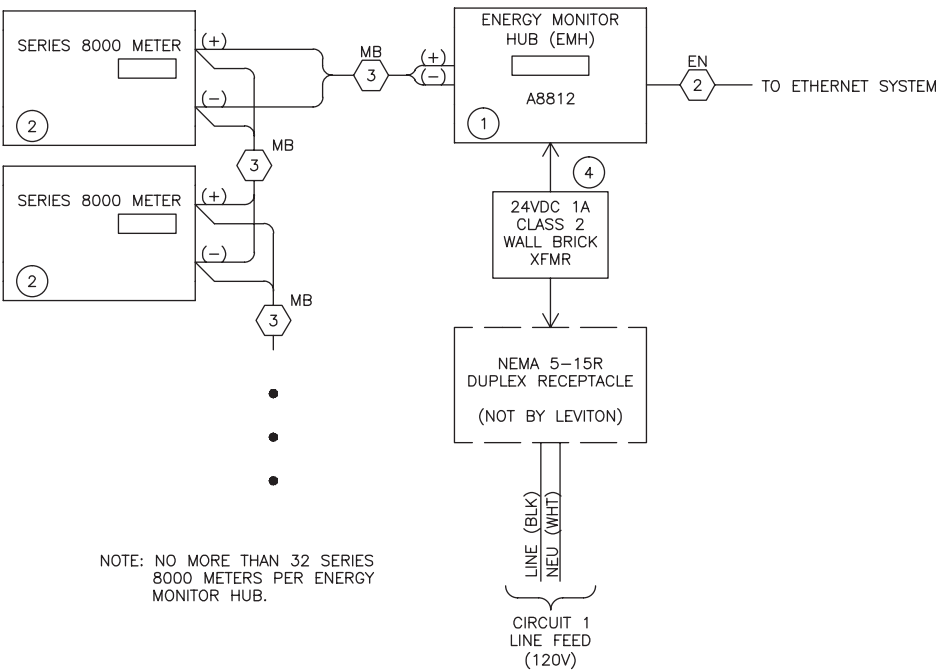 SERIES 8000 METER
(+)
(-)
2
MB
3
SERIES 8000 METER
(+)
(-)
2
MB
3
MB
3
(+)
(-)
ENERGY MONITOR
HUB (EMH)
A8812
1
EN
2
TO ETHERNET SYSTEM
4
24VDC 1A
CLASS 2
WALL BRICK
XFMR
NEMA 5-15R
DUPLEX RECEPTACLE
(NOT BY LEVITON)
LINE (BLK)
NEU (WHT)
CIRCUIT 1
LINE FEED
(120V)
NOTE: NO MORE THAN 32 SERIES
8000 METERS PER ENERGY
MONITOR HUB.